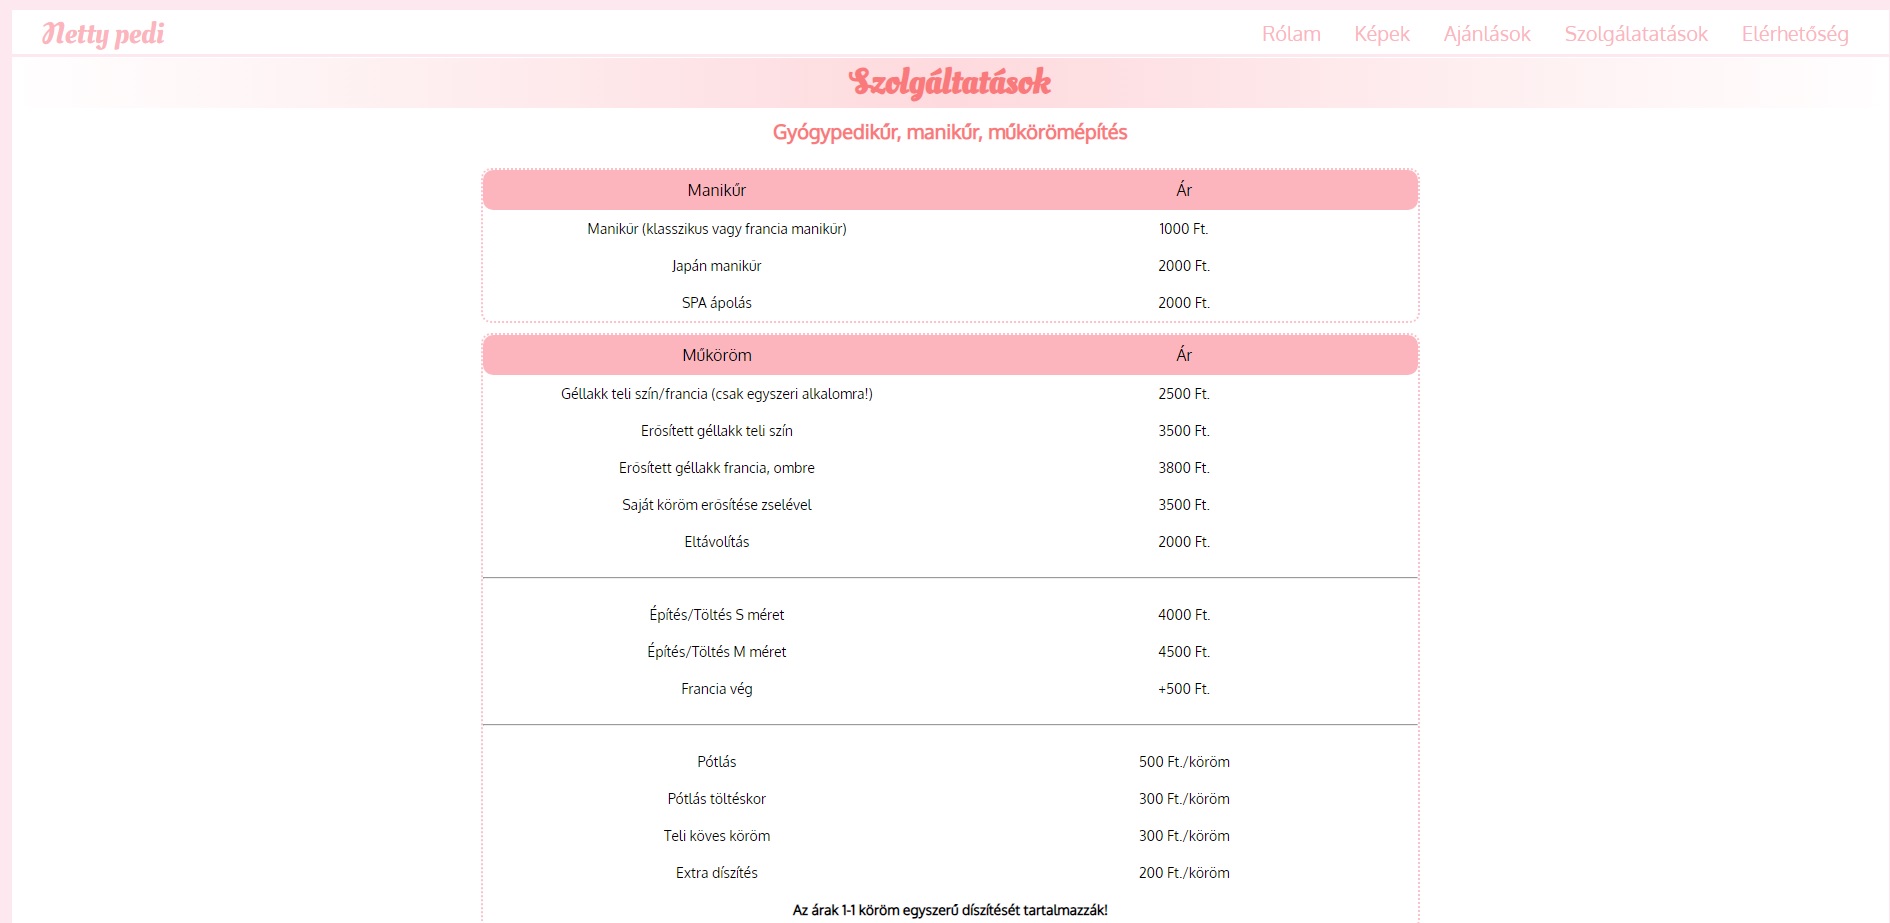 Netty pedi
Rólam Képek Ajánlások Szolgálatatások Elérhetőség
Szolgáltatások
Gyógypedikűr, manikűr, műkörömépítés
Manikűr Ár
Manikűr (klasszikus vagy francia manikűr) 1000 Ft.
Japán manikűr 2000 Ft.
SPA ápolás 2000 Ft.
Műköröm Ár
Géllakk teli szín/francia (csak egyszeri alkalomra!) 2500 Ft.
Erősített géllakk teli szín 3500 Ft.
Erősített géllakk francia, ombre 3800 Ft.
Saját köröm erősítése zselével 3500 Ft.
Eltávolítás 2000 Ft.
Építés/Töltés S méret 4000 Ft.
Építés/Töltés M méret 4500 Ft.
Francia vég +500 Ft.
Pótlás 500 Ft./köröm
Pótlás töltéskor 300 Ft./köröm
Teli köves köröm 300 Ft./köröm
Extra díszítés 200 Ft./köröm
Az árak 1-1 köröm egyszerű díszítését tartalmazzák!